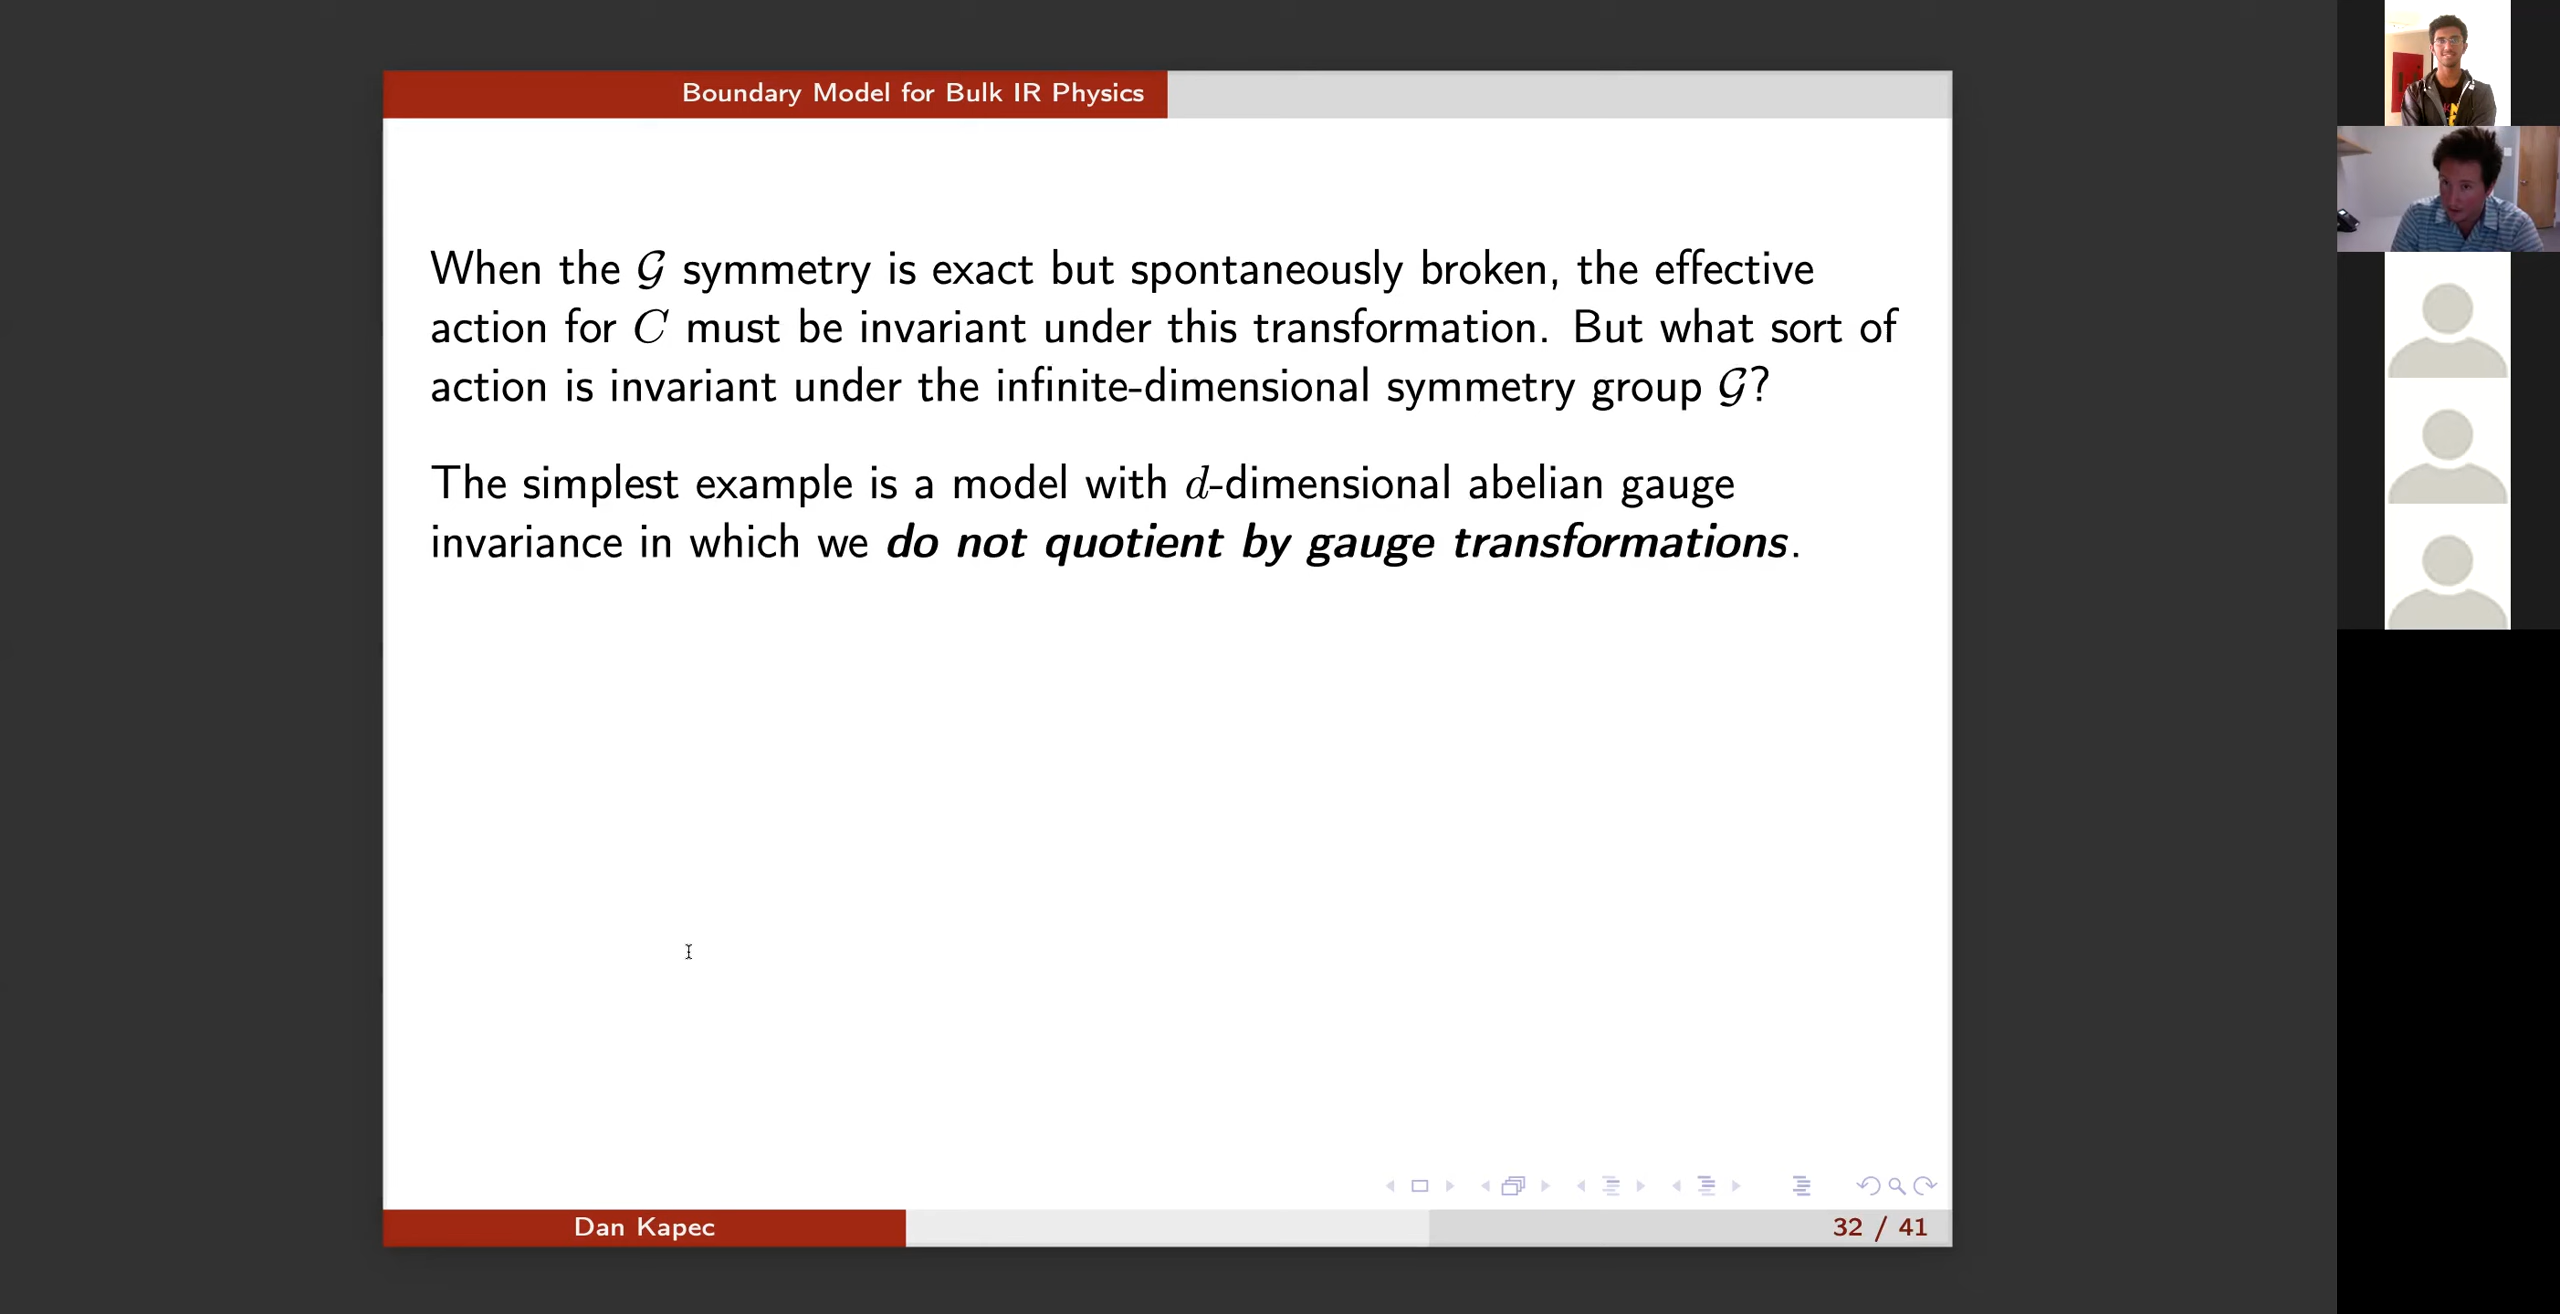 Boundary Model for Bulk IR Physics
When the 𝒢 symmetry is exact but spontaneously broken, the effective
action for C must be invariant under this transformation. But what sort of
action is invariant under the infinite-dimensional symmetry group 𝒢?
The simplest example is a model with d-dimensional abelian gauge
invariance in which we do not quotient by gauge transformations.
Dan Kapec
32 / 41